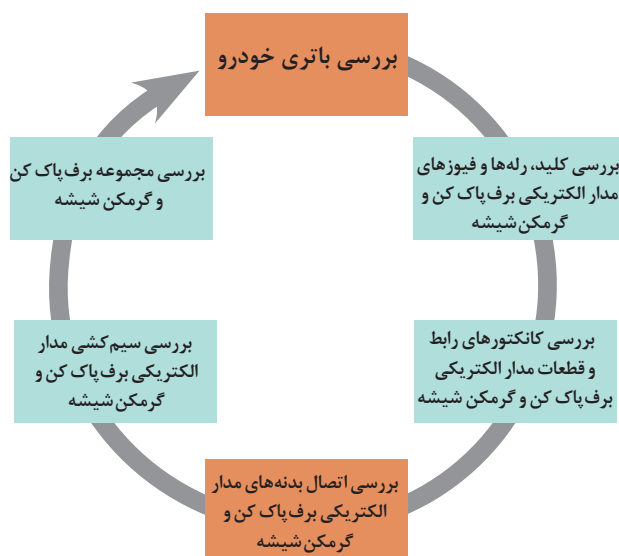 بررسی باتری خودرو
بررسی کلید، رله‌ها و فیوزهای
مدار الکتریکی برف‌پاک کن و
گرمکن شیشه
بررسی کانکتورهای رابط
و قطعات مدار الکتریکی
برف‌پاک کن و گرمکن شیشه
بررسی اتصال بدنه‌های مدار
الکتریکی برف‌پاک کن و
گرمکن شیشه
بررسی سیم‌کشی مدار
الکتریکی برف‌پاک کن و
گرمکن شیشه
بررسی مجموعه برف‌پاک کن
و گرمکن شیشه